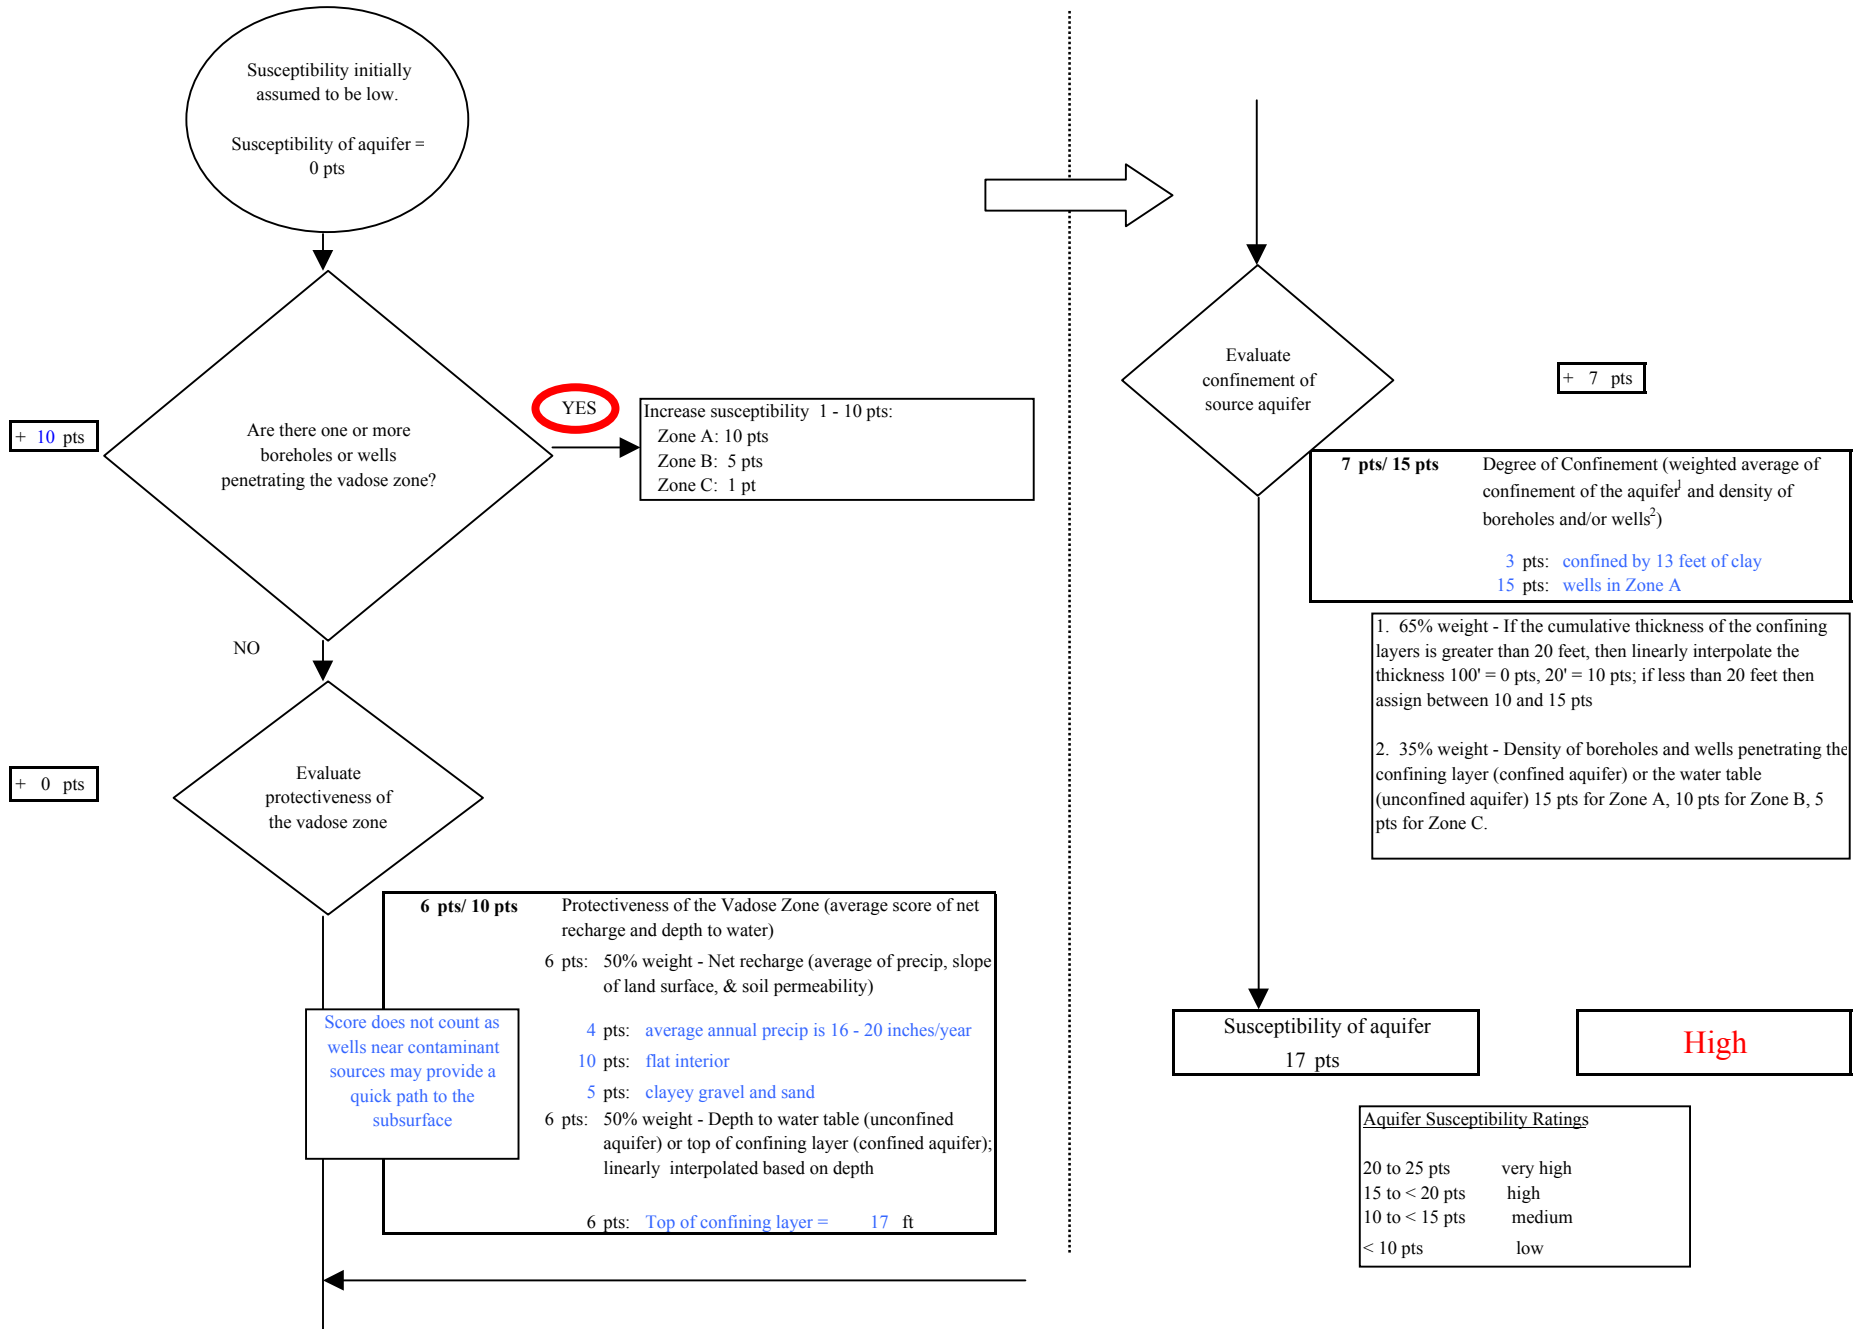 Susceptibility initially
assumed to be low.
Susceptibility of aquifer =
0 pts
Are there one or more
boreholes or wells
penetrating the vadose zone?
+ 10 pts
YES
Increase susceptibility 1 - 10 pts:
Zone A: 10 pts
Zone B: 5 pts
Zone C: 1 pt
NO
Evaluate
protectiveness of
the vadose zone
+ 0 pts
6 pts/ 10 pts Protectiveness of the Vadose Zone (average score of net
recharge and depth to water)
6 pts: 50% weight - Net recharge (average of precip, slope
of land surface, & soil permeability)
4 pts: average annual precip is 16 - 20 inches/year
10 pts: flat interior
5 pts: clayey gravel and sand
6 pts: 50% weight - Depth to water table (unconfined
aquifer) or top of confining layer (confined aquifer);
linearly interpolated based on depth
6 pts: Top of confining layer = 17 ft
Score does not count as
wells near contaminant
sources may provide a
quick path to the
subsurface
Evaluate
confinement of
source aquifer
+ 7 pts
7 pts/ 15 pts Degree of Confinement (weighted average of
confinement of the aquifer1 and density of
boreholes and/or wells2)
3 pts: confined by 13 feet of clay
15 pts: wells in Zone A
1. 65% weight - If the cumulative thickness of the confining
layers is greater than 20 feet, then linearly interpolate the
thickness 100' = 0 pts, 20' = 10 pts; if less than 20 feet then
assign between 10 and 15 pts
2. 35% weight - Density of boreholes and wells penetrating the
confining layer (confined aquifer) or the water table
(unconfined aquifer) 15 pts for Zone A, 10 pts for Zone B, 5
pts for Zone C.
Susceptibility of aquifer
17 pts
High
Aquifer Susceptibility Ratings
20 to 25 pts very high
15 to < 20 pts high
10 to < 15 pts medium
< 10 pts low